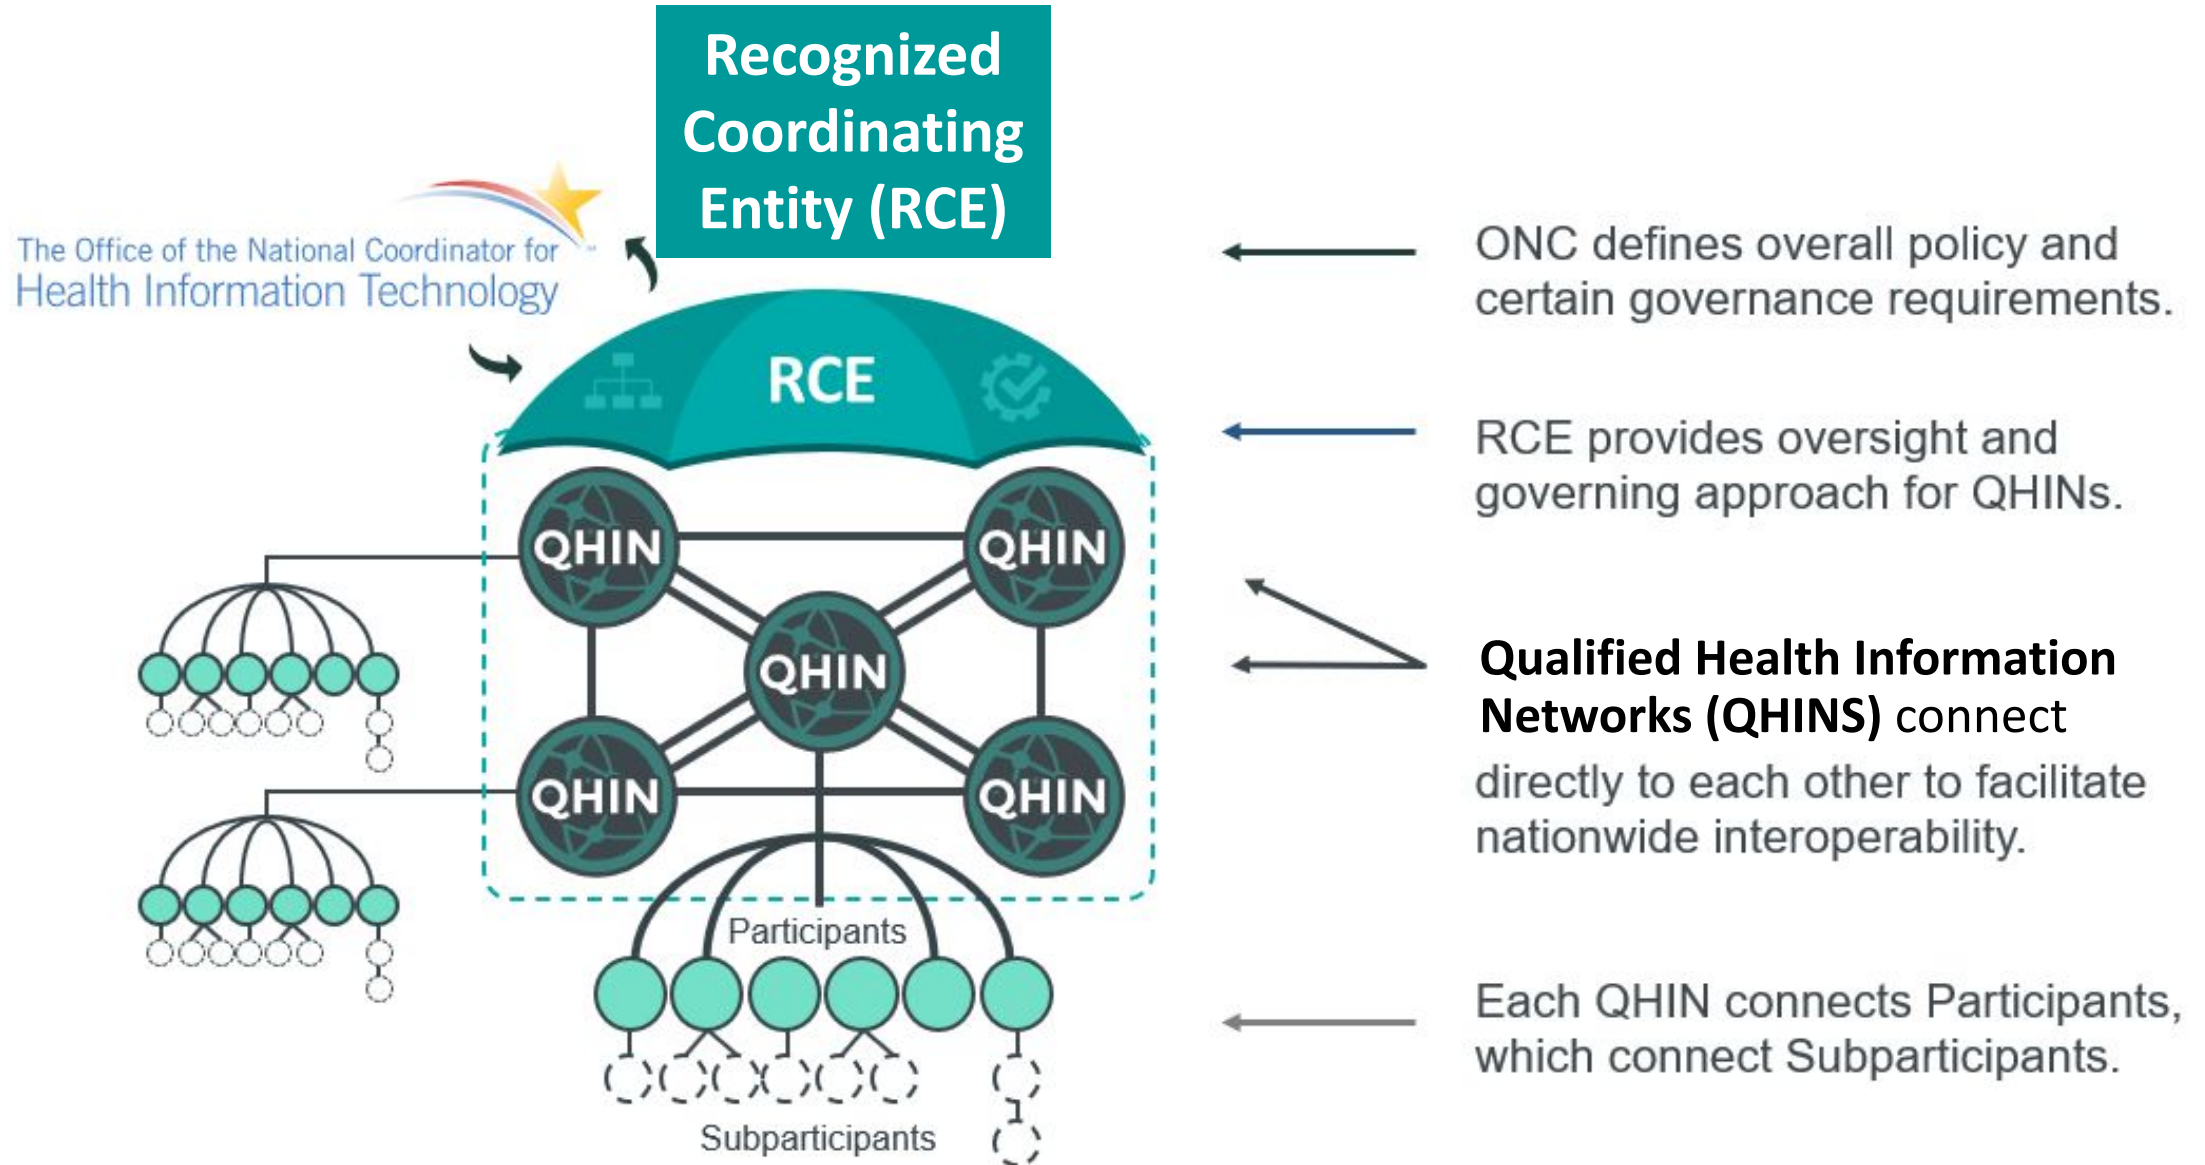 Recognized
Coordinating
Entity (RCE)
The Office of the National Coordinator for
Health Information Technology
RCE
QHIN
QHIN
QHIN
QHIN
QHIN
Participants
Subparticipants
ONC defines overall policy and
certain governance requirements.
RCE provides oversight and
governing approach for QHINs.
Qualified Health Information
Networks (QHINS) connect
directly to each other to facilitate
nationwide interoperability.
Each QHIN connects Participants,
which connect Subparticipants.